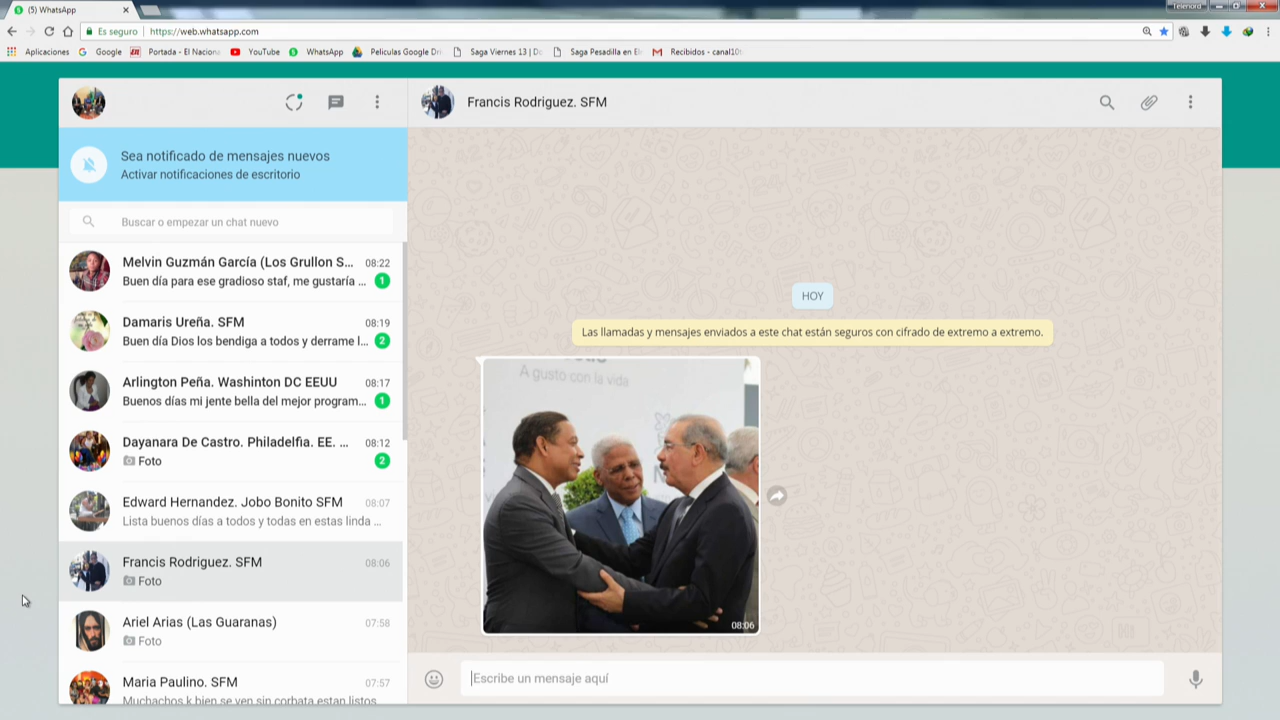 (5) WhatsApp
Telenord
Es seguro
https://web.whatsapp.com
Aplicaciones
Google
Portada - El Naciona
YouTube
WhatsApp
Peliculas Google Dri
Saga Viernes 13 | Do
Saga Pesadilla en El
Recibidos - canal10
Francis Rodriguez. SFM
Sea notificado de mensajes nuevos
Activar notificaciones de escritorio
Buscar o empezar un chat nuevo
Melvin Guzmán García (Los Grullon S... 08:22
Buen día para ese gradioso staf, me gustaría ... 1
Damaris Ureña. SFM 08:19
Buen día Dios los bendiga a todos y derrame l... 2
Arlington Peña. Washinton DC EEUU 08:17
Buenos días mi jente bella del mejor program... 1
Dayanara De Castro. Philadelfia. EE. ... 08:12
Foto 2
Edward Hernandez. Jobo Bonito SFM 08:07
Lista buenos días a todos y todas en estas linda ...
Francis Rodriguez. SFM 08:06
Foto
Ariel Arias (Las Guaranas) 07:58
Foto
Maria Paulino. SFM 07:57
Muchachos k bien se ven sin corbata estan listos
HOY
Las llamadas y mensajes enviados a este chat están seguros con cifrado de extremo a extremo.
A gusto con la vida
08:06
Escribe un mensaje aquí